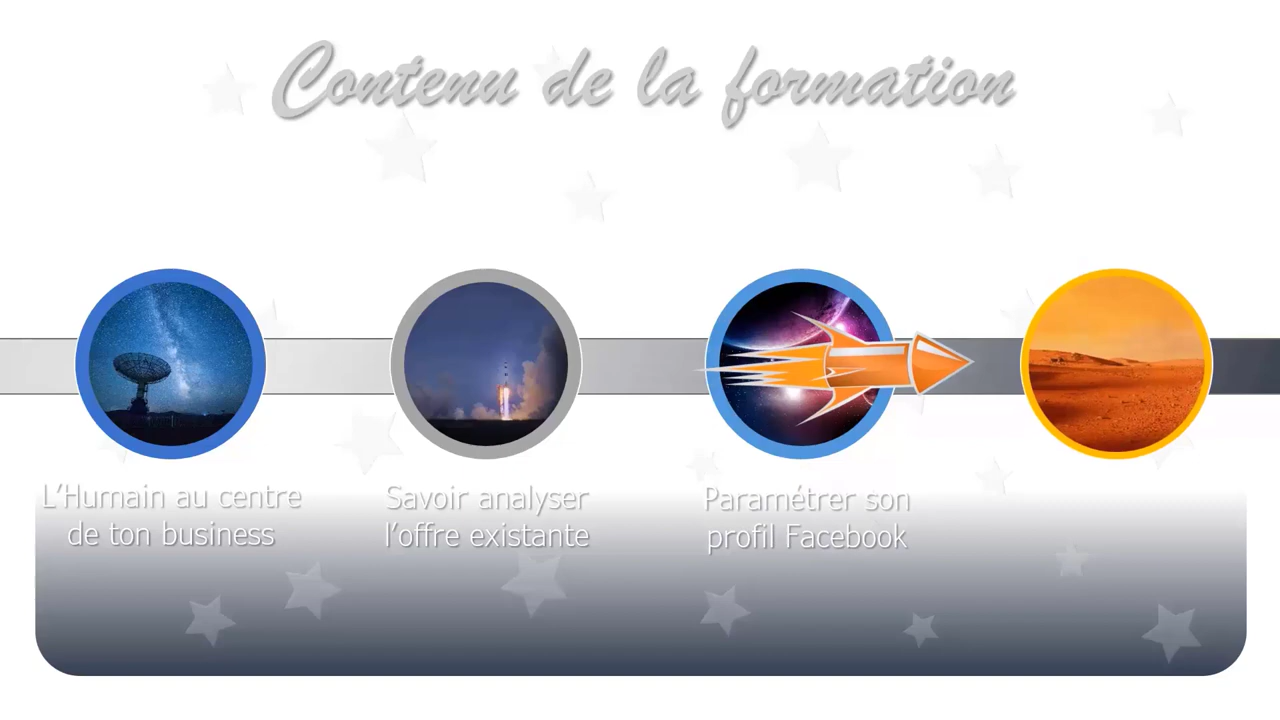 Contenu de la formation
L'Humain au centre
de ton business
Savoir analyser
l'offre existante
Paramétrer son
profil Facebook